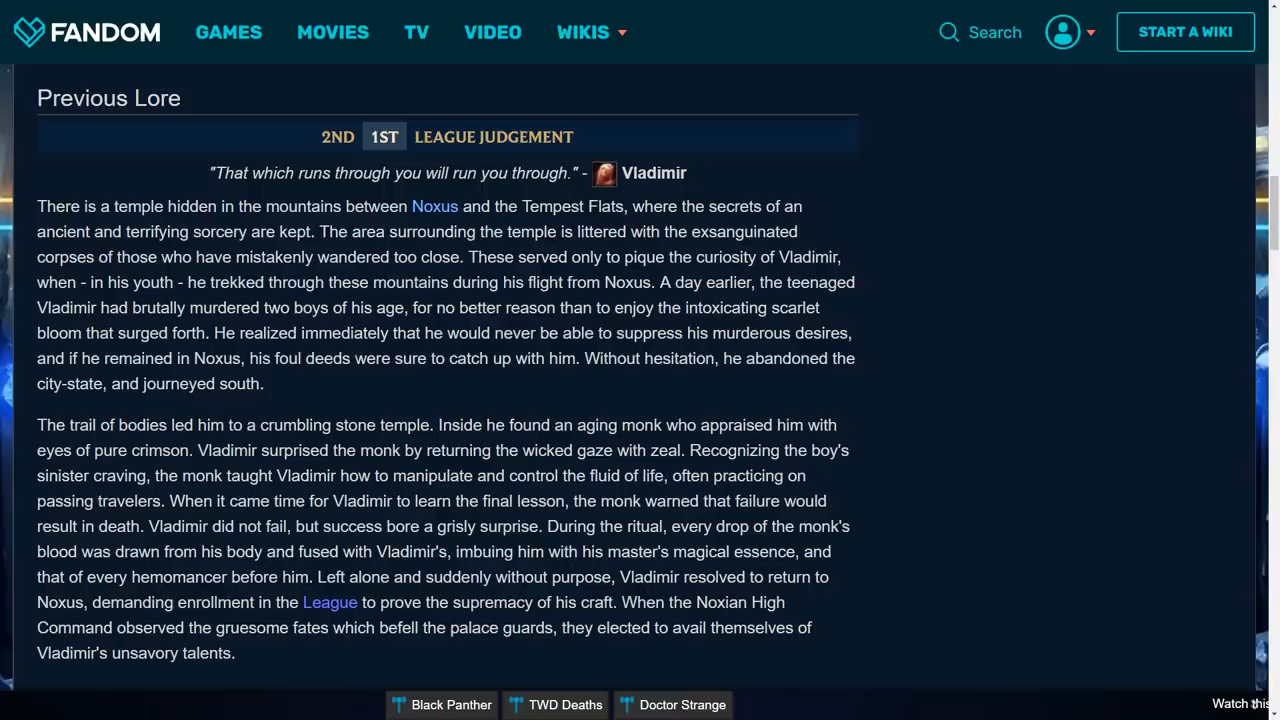 FANDOM GAMES MOVIES TV VIDEO WIKIS Search START A WIKI
Previous Lore
2ND 1ST LEAGUE JUDGEMENT
"That which runs through you will run you through." - Vladimir
There is a temple hidden in the mountains between Noxus and the Tempest Flats, where the secrets of an
ancient and terrifying sorcery are kept. The area surrounding the temple is littered with the exsanguinated
corpses of those who have mistakenly wandered too close. These served only to pique the curiosity of Vladimir,
when - in his youth - he trekked through these mountains during his flight from Noxus. A day earlier, the teenaged
Vladimir had brutally murdered two boys of his age, for no better reason than to enjoy the intoxicating scarlet
bloom that surged forth. He realized immediately that he would never be able to suppress his murderous desires,
and if he remained in Noxus, his foul deeds were sure to catch up with him. Without hesitation, he abandoned the
city-state, and journeyed south.
The trail of bodies led him to a crumbling stone temple. Inside he found an aging monk who appraised him with
eyes of pure crimson. Vladimir surprised the monk by returning the wicked gaze with zeal. Recognizing the boy's
sinister craving, the monk taught Vladimir how to manipulate and control the fluid of life, often practicing on
passing travelers. When it came time for Vladimir to learn the final lesson, the monk warned that failure would
result in death. Vladimir did not fail, but success bore a grisly surprise. During the ritual, every drop of the monk's
blood was drawn from his body and fused with Vladimir's, imbuing him with his master's magical essence, and
that of every hemomancer before him. Left alone and suddenly without purpose, Vladimir resolved to return to
Noxus, demanding enrollment in the League to prove the supremacy of his craft. When the Noxian High
Command observed the gruesome fates which befell the palace guards, they elected to avail themselves of
Vladimir's unsavory talents.
Black Panther TWD Deaths Doctor Strange Watch this